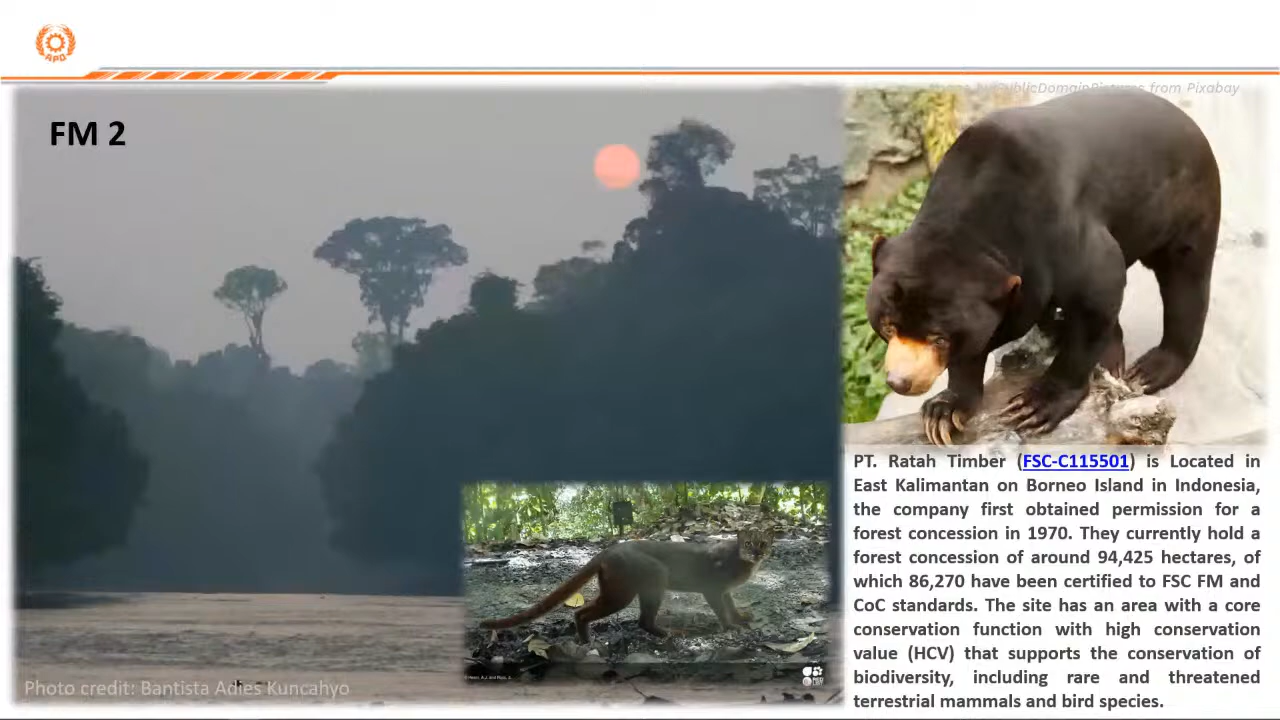 APO
FM 2
PublicDomainPictures from Pixabay
PT. Ratah Timber (FSC-C115501) is Located in
East Kalimantan on Borneo Island in Indonesia,
the company first obtained permission for a
forest concession in 1970. They currently hold a
forest concession of around 94,425 hectares, of
which 86,270 have been certified to FSC FM and
CoC standards. The site has an area with a core
conservation function with high conservation
value (HCV) that supports the conservation of
biodiversity, including rare and threatened
terrestrial mammals and bird species.
Photo credit: Bantista Adies Kuncahyo